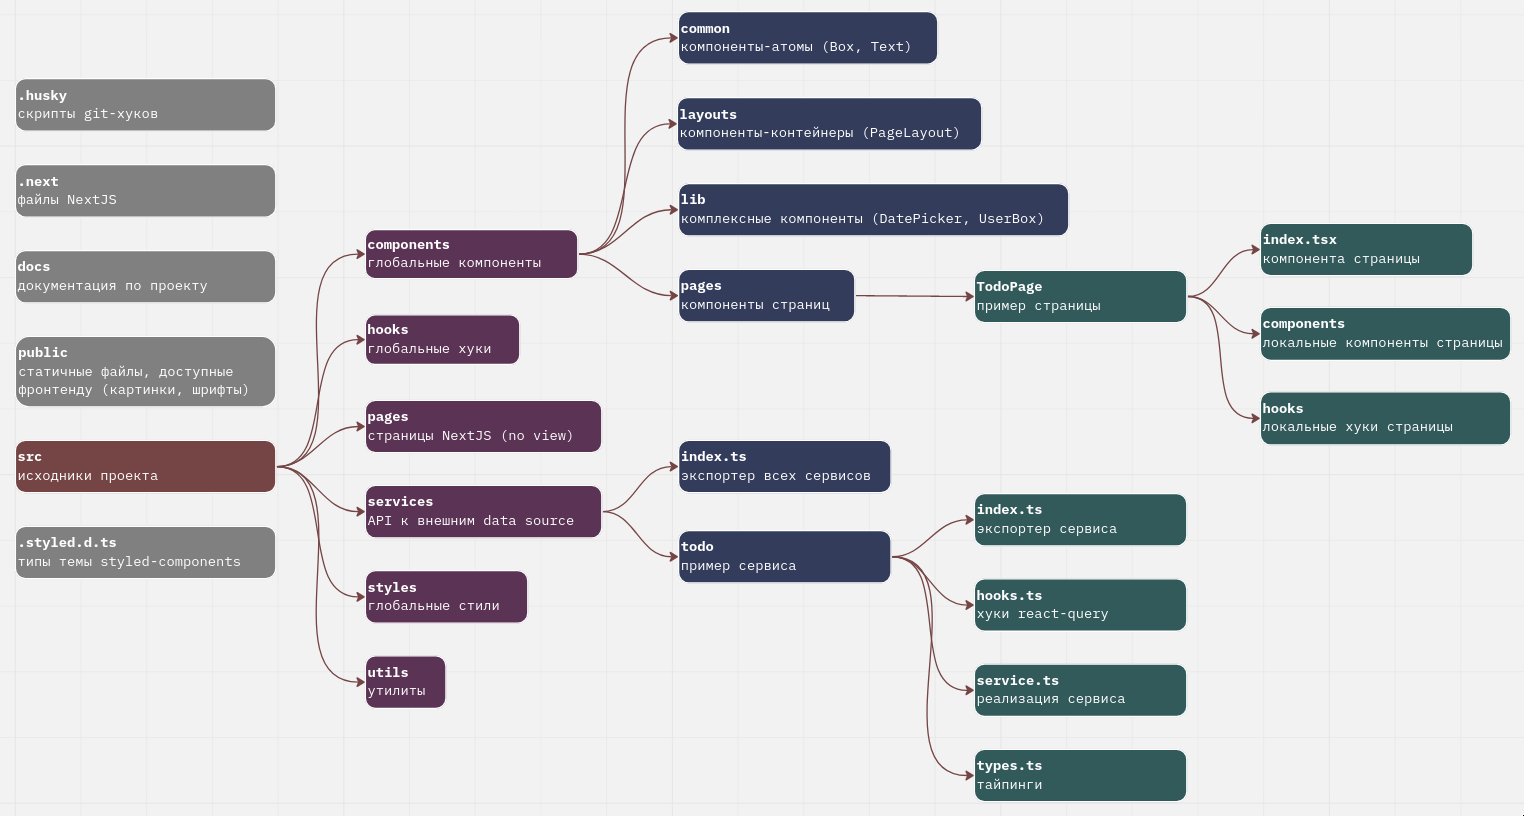 .husky
скрипты git-хуков
.next
файлы NextJS
docs
документация по проекту
public
статичные файлы, доступные
фронтенду (картинки, шрифты)
src
исходники проекта
.styled.d.ts
типы темы styled-components
components
глобальные компоненты
hooks
глобальные хуки
pages
страницы NextJS (no view)
services
API к внешним data source
styles
глобальные стили
utils
утилиты
common
компоненты-атомы (Box, Text)
layouts
компоненты-контейнеры (PageLayout)
lib
комплексные компоненты (DatePicker, UserBox)
pages
компоненты страниц
index.ts
экспортер всех сервисов
todo
пример сервиса
TodoPage
пример страницы
index.ts
экспортер сервиса
hooks.ts
хуки react-query
service.ts
реализация сервиса
types.ts
тайпинги
index.tsx
компонента страницы
components
локальные компоненты страницы
hooks
локальные хуки страницы